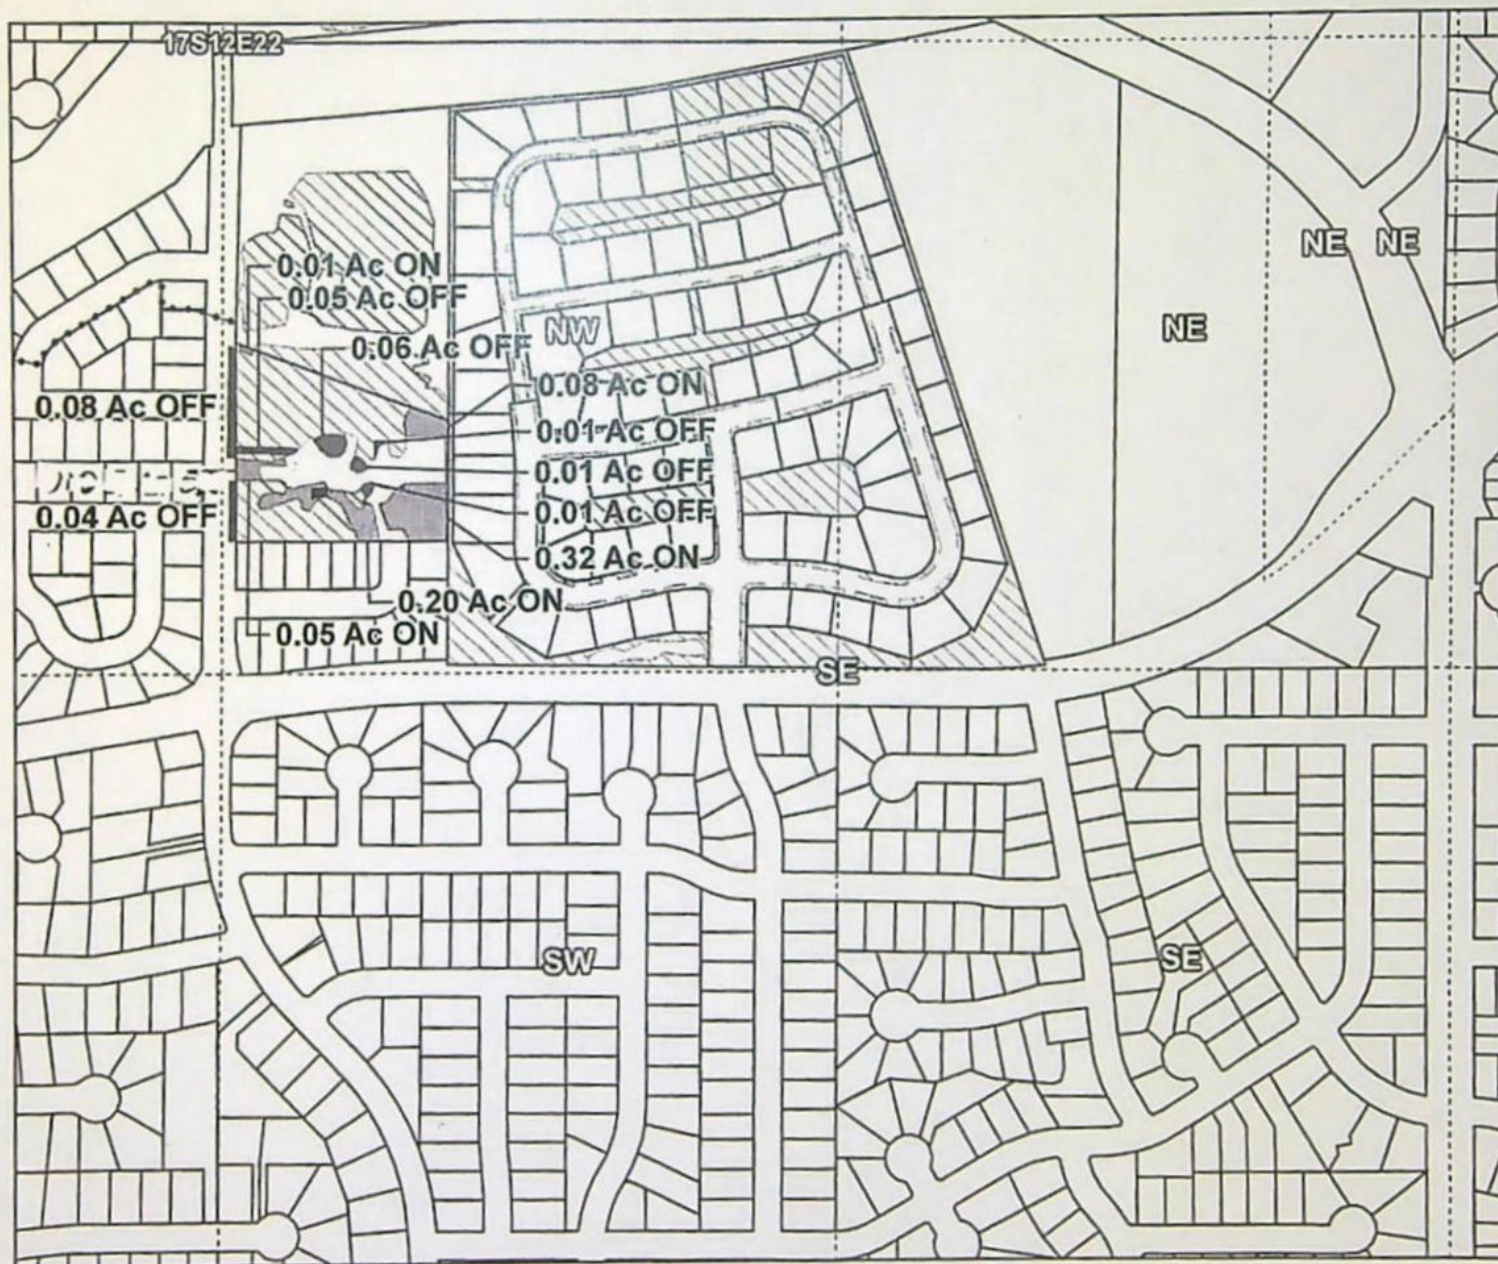 17S12E22
NE NE
0.01 Ac ON
0.05 Ac OFF
NW
NE
0.06 Ac OFF
0.08 Ac ON
0.08 Ac OFF
0.01 Ac OFF
0.01 Ac OFF
0.04 Ac OFF
0.01 Ac OFF
0.32 Ac ON
0.20 Ac ON
0.05 Ac ON
SE
SW
SE